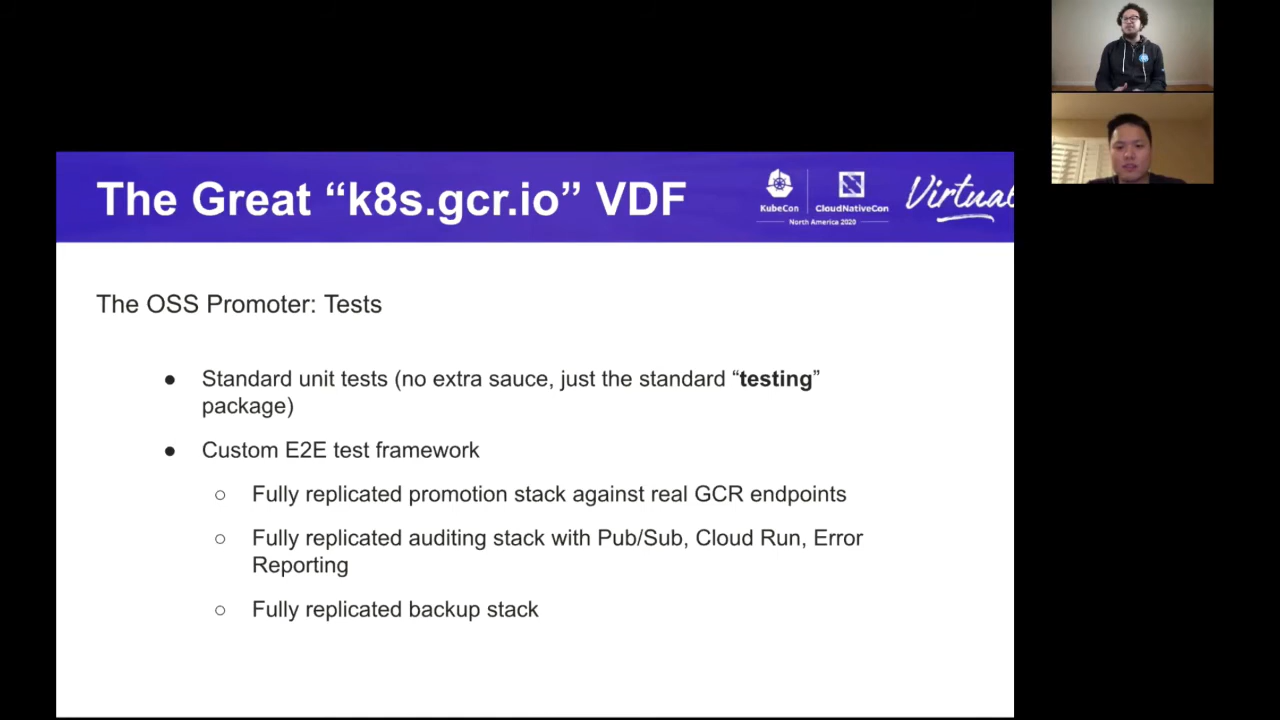 The Great “k8s.gcr.io” VDF
KubeCon
CloudNativeCon
North America 2020
Virtual
The OSS Promoter: Tests
● Standard unit tests (no extra sauce, just the standard “testing”
package)
● Custom E2E test framework
○ Fully replicated promotion stack against real GCR endpoints
○ Fully replicated auditing stack with Pub/Sub, Cloud Run, Error
Reporting
○ Fully replicated backup stack